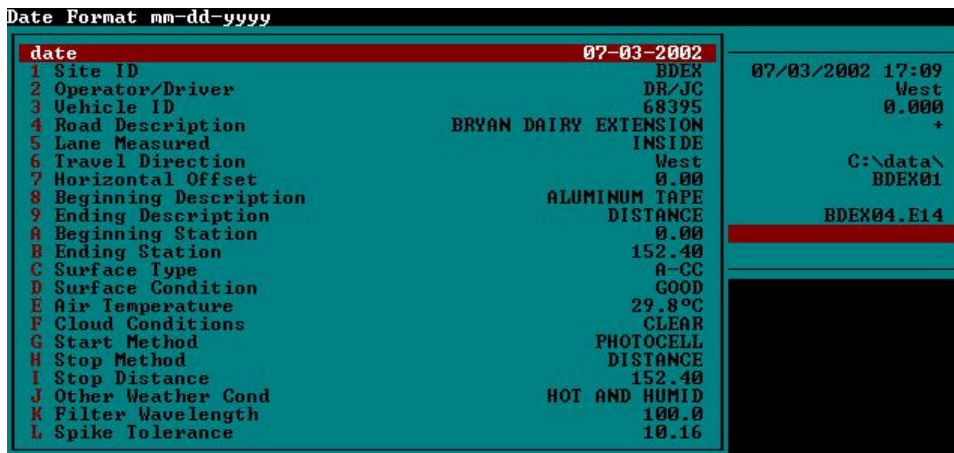 Date Format mm-dd-yyyy
date 07-03-2002
1 Site ID BDEX
2 Operator/Driver DR/JC
3 Vehicle ID 68395
4 Road Description BRYAN DAIRY EXTENSION
5 Lane Measured INSIDE
6 Travel Direction West
7 Horizontal Offset 0.00
8 Beginning Description ALUMINUM TAPE
9 Ending Description DISTANCE
A Beginning Station 0.00
B Ending Station 152.40
C Surface Type A-CC
D Surface Condition GOOD
E Air Temperature 29.8°C
F Cloud Conditions CLEAR
G Start Method PHOTOCELL
H Stop Method DISTANCE
I Stop Distance 152.40
J Other Weather Cond HOT AND HUMID
K Filter Wavelength 100.0
L Spike Tolerance 10.16
07/03/2002 17:09
West
0.000
+
C:\data\
BDEX01
BDEX04.E14